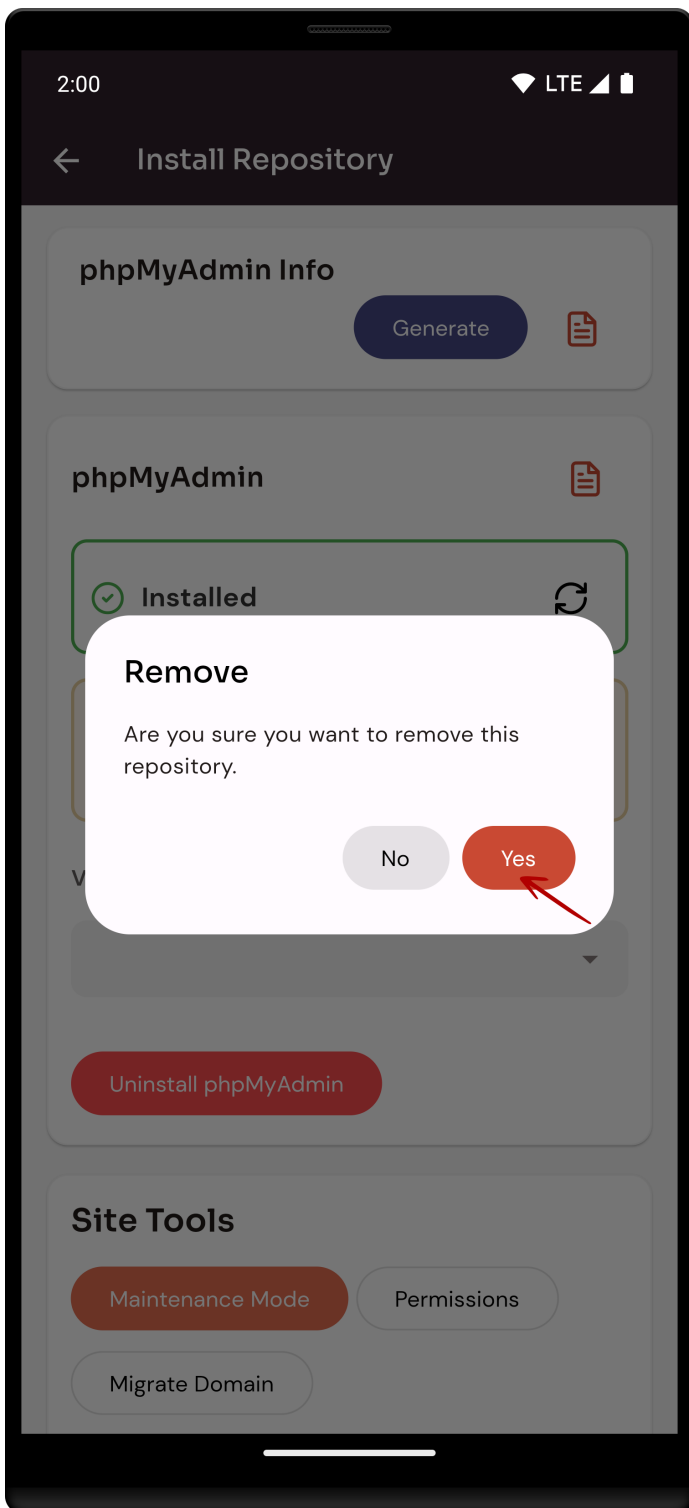 2:00
LTE
Install Repository
phpMyAdmin Info
Generate
phpMyAdmin
Installed
Remove
Are you sure you want to remove this
repository.
No
Yes
V
Uninstall phpMyAdmin
Site Tools
Maintenance Mode
Permissions
Migrate Domain